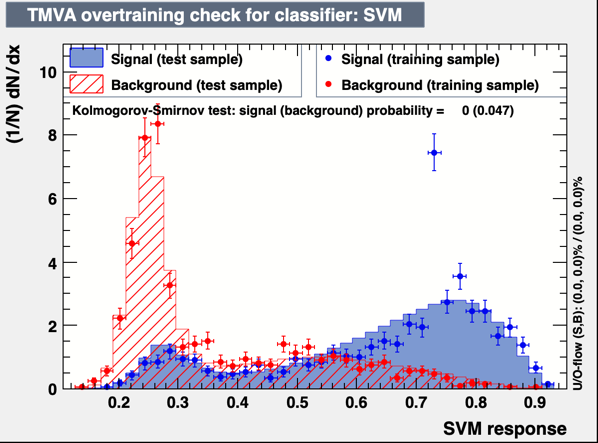 TMVA overtraining check for classifier: SVM
Signal (test sample)
Background (test sample)
Signal (training sample)
Background (training sample)
Kolmogorov-Smirnov test: signal (background) probability = 0 (0.047)
(1/N) dN/dx
10
8
6
4
2
0
0.2 0.3 0.4 0.5 0.6 0.7 0.8 0.9
SVM response
U/O-flow (S,B): (0.0, 0.0)% / (0.0, 0.0)%